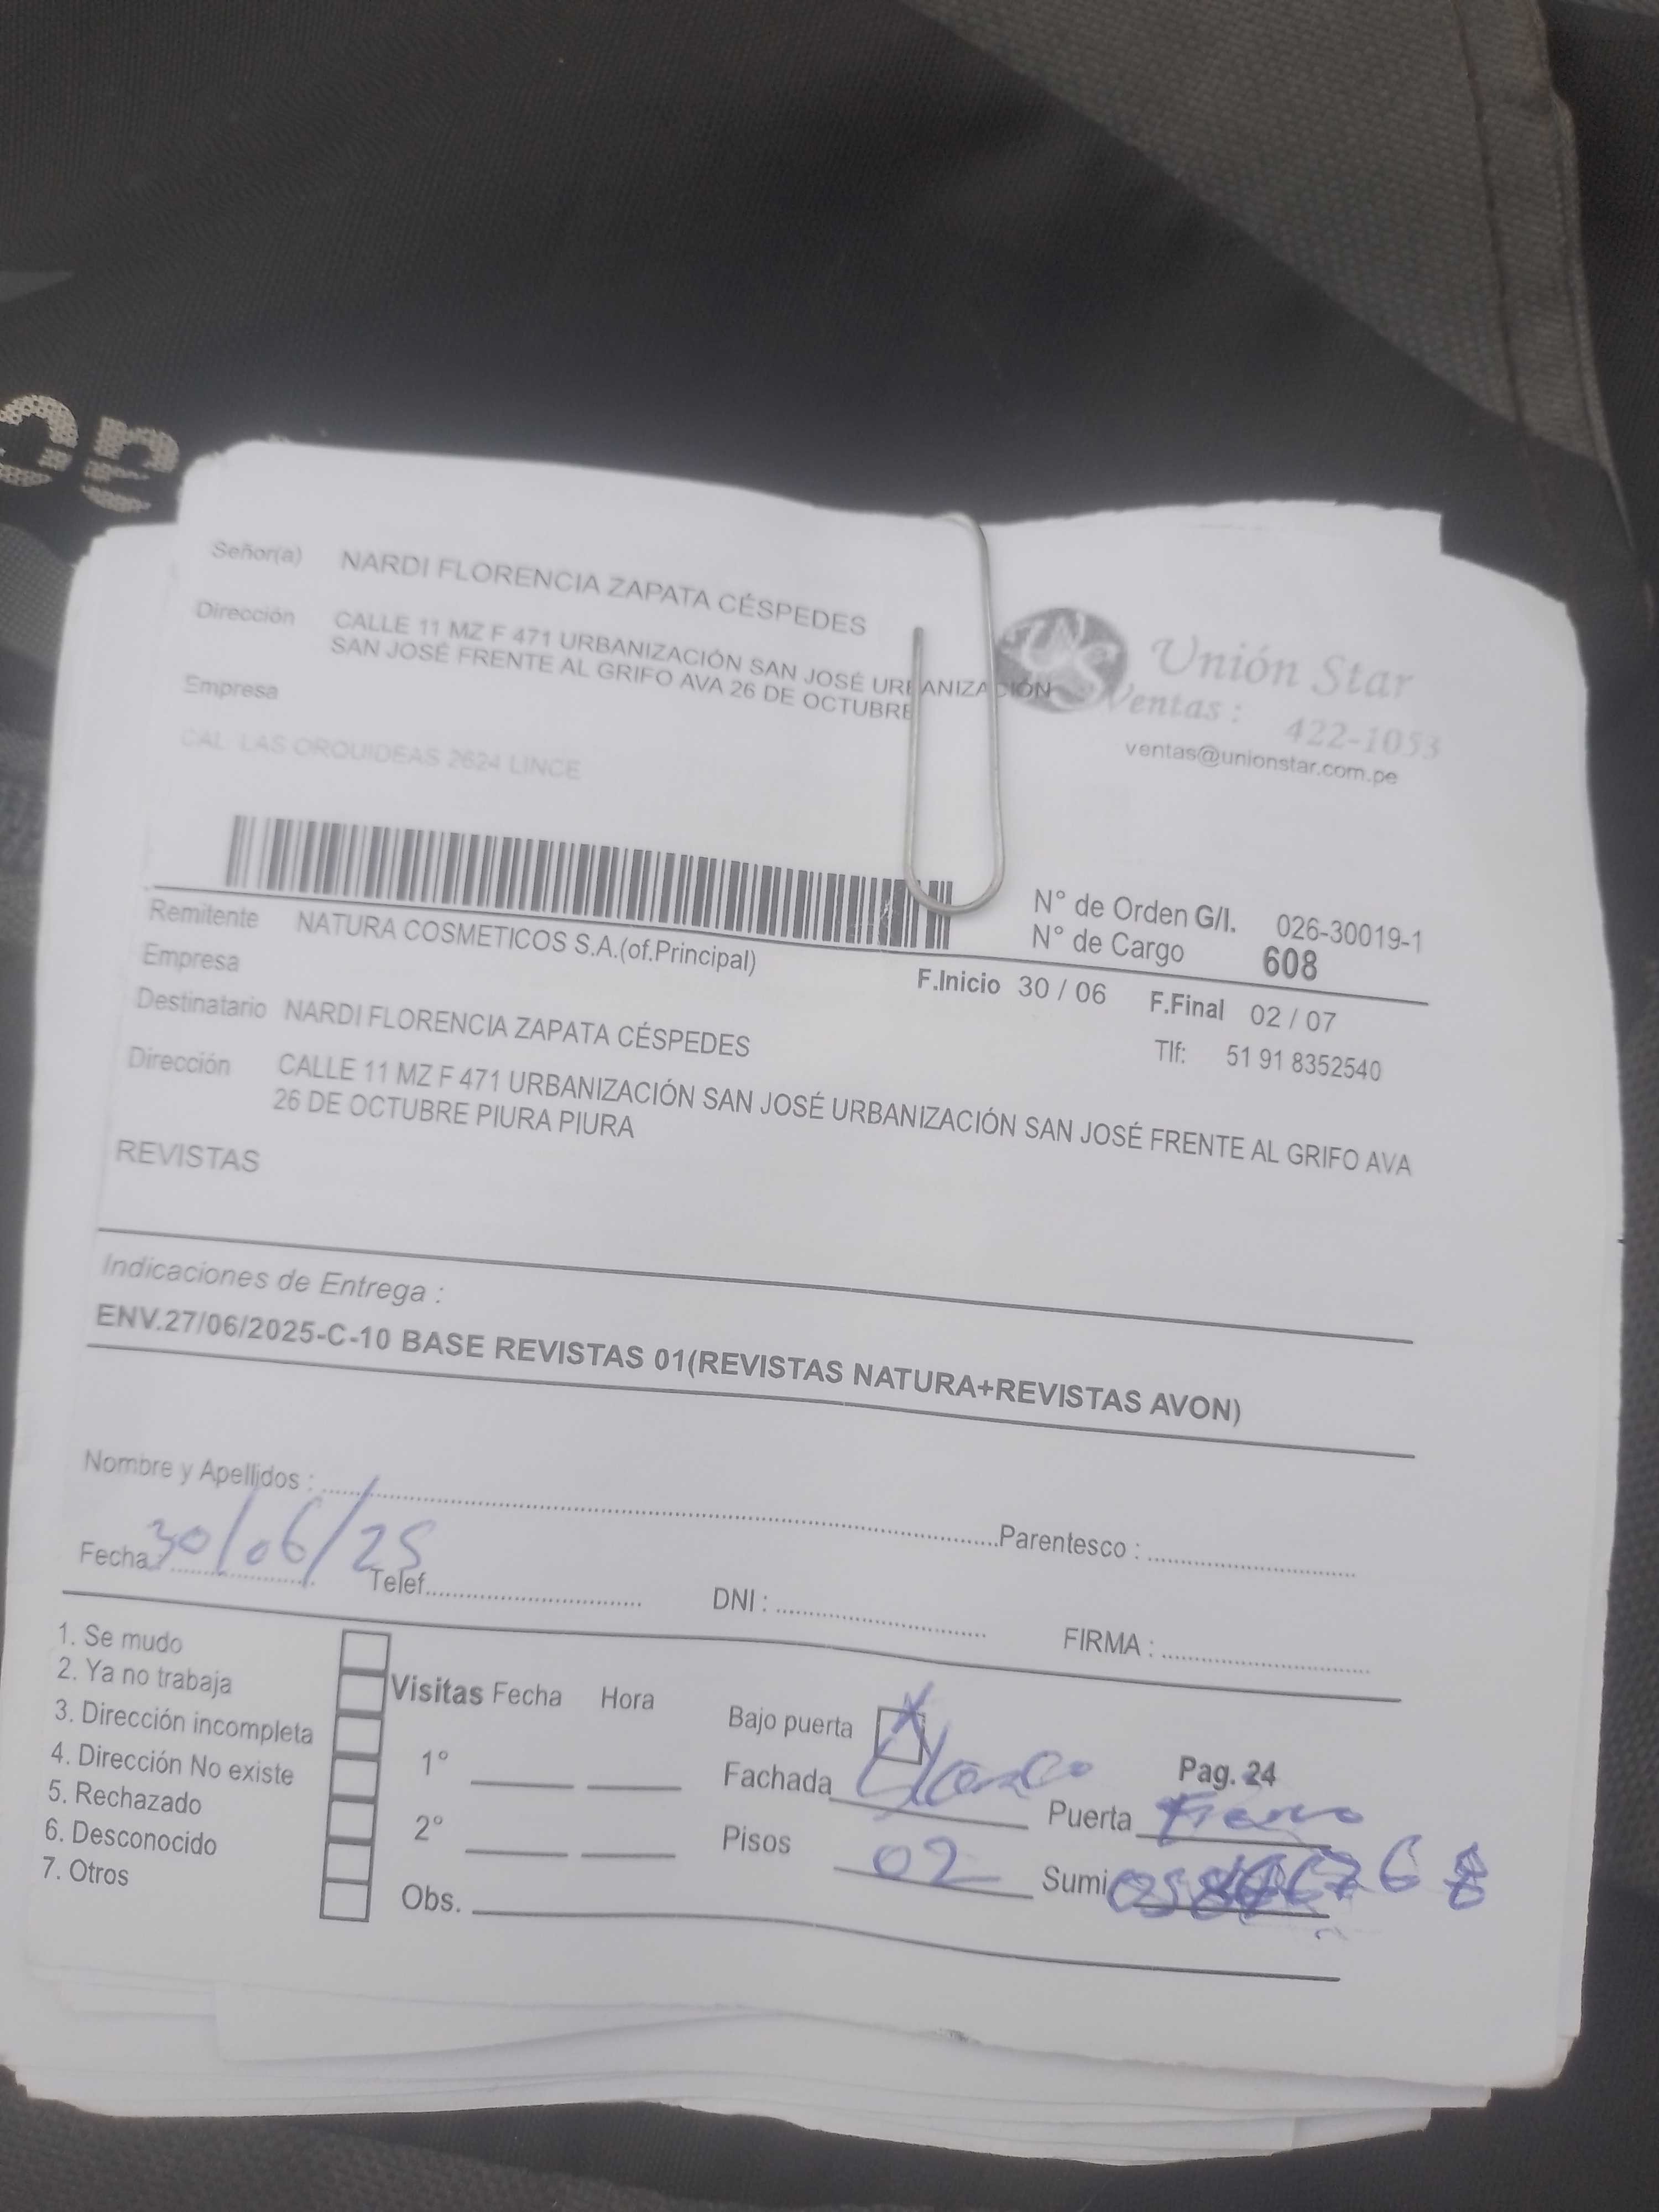 Señor(a) NARDI FLORENCIA ZAPATA CÉSPEDES
Dirección CALLE 11 MZ F 471 URBANIZACIÓN SAN JOSÉ URBANIZACIÓN
SAN JOSÉ FRENTE AL GRIFO AVA 26 DE OCTUBRE
Empresa
CAL. LAS ORQUIDEAS 2624 LINCE
Unión Star
Ventas : 422-1053
ventas@unionstar.com.pe
N° de Orden G/I. 026-30019-1
N° de Cargo 608
Remitente NATURA COSMETICOS S.A.(of.Principal)
Empresa
F.Inicio 30 / 06 F.Final 02 / 07
Destinatario NARDI FLORENCIA ZAPATA CÉSPEDES
Tlf: 51 91 8352540
Dirección CALLE 11 MZ F 471 URBANIZACIÓN SAN JOSÉ URBANIZACIÓN SAN JOSÉ FRENTE AL GRIFO AVA
26 DE OCTUBRE PIURA PIURA
REVISTAS
Indicaciones de Entrega :
ENV.27/06/2025-C-10 BASE REVISTAS 01(REVISTAS NATURA+REVISTAS AVON)
Nombre y Apellidos : Parentesco :
Fecha 30/06/25 Telef. DNI : FIRMA :
1. Se mudo
2. Ya no trabaja
3. Dirección incompleta
4. Dirección No existe
5. Rechazado
6. Desconocido
7. Otros
Visitas Fecha Hora
1°
2°
Obs.
Bajo puerta X
Fachada
Pisos 02
Pag. 24
Puerta
Sumi